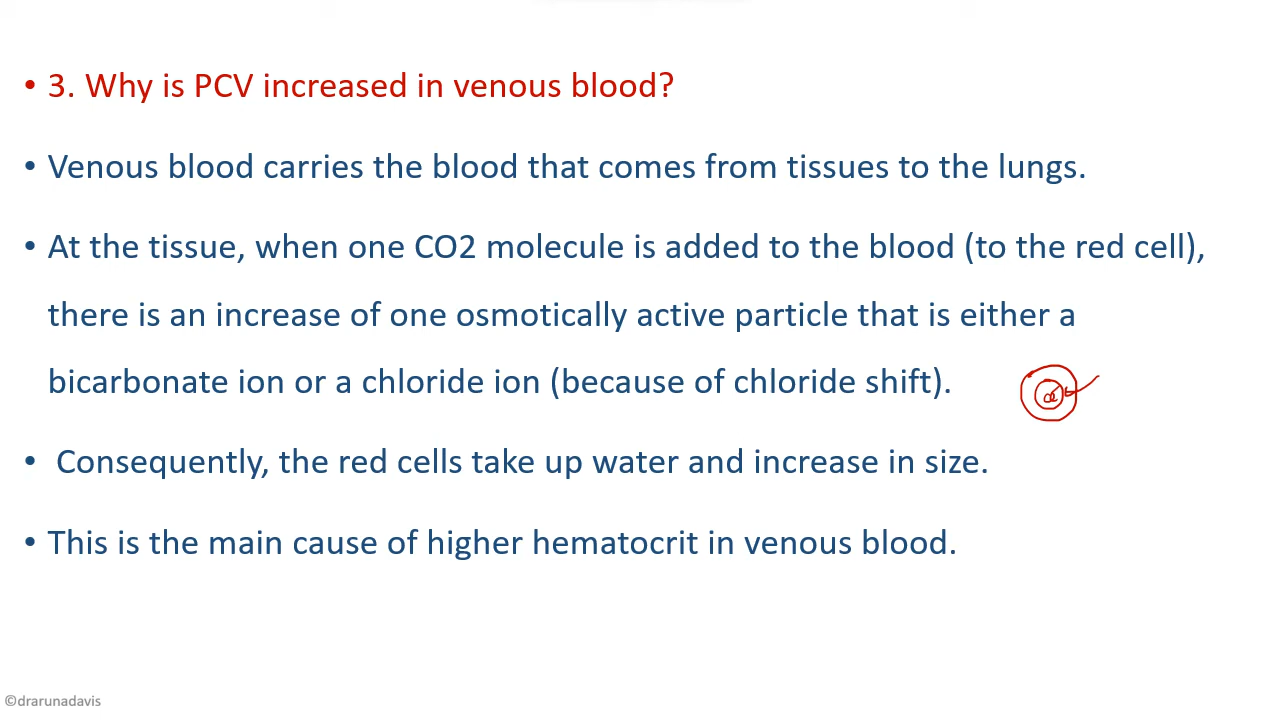 • 3. Why is PCV increased in venous blood?
• Venous blood carries the blood that comes from tissues to the lungs.
• At the tissue, when one CO2 molecule is added to the blood (to the red cell),
there is an increase of one osmotically active particle that is either a
bicarbonate ion or a chloride ion (because of chloride shift).
• Consequently, the red cells take up water and increase in size.
• This is the main cause of higher hematocrit in venous blood.
©drarunadavis